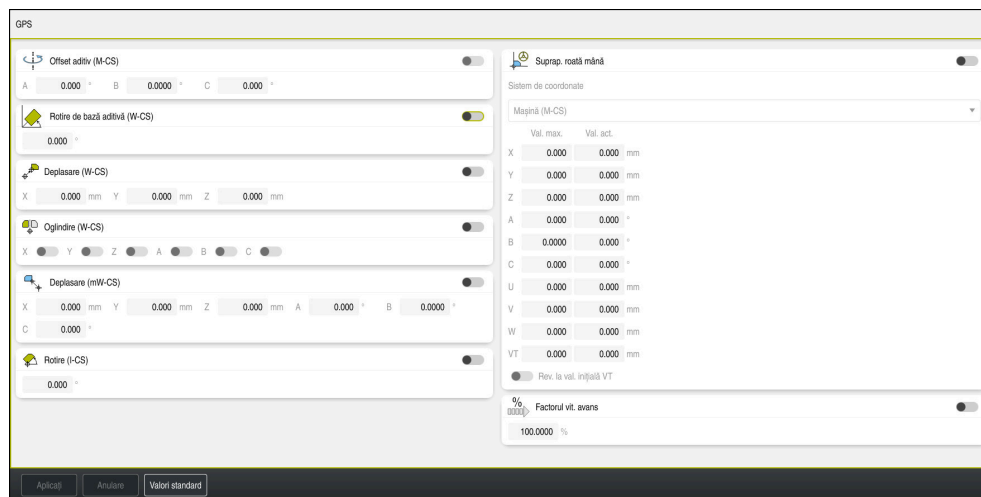 GPS
Offset aditiv (M-CS)
A 0.000 ° B 0.0000 ° C 0.000 °
Rotire de bază aditivă (W-CS)
0.000 °
Deplasare (W-CS)
X 0.000 mm Y 0.000 mm Z 0.000 mm
Oglindire (W-CS)
X Y Z A B C
Deplasare (mW-CS)
X 0.000 mm Y 0.000 mm Z 0.000 mm A 0.000 ° B 0.0000 °
C 0.000 °
Rotire (I-CS)
0.000 °
Suprap. roată mână
Sistem de coordonate
Mașină (M-CS)
Val. max. Val. act.
X 0.000 0.000 mm
Y 0.000 0.000 mm
Z 0.000 0.000 mm
A 0.000 0.000 °
B 0.0000 0.000 °
C 0.000 0.000 °
U 0.000 0.000 mm
V 0.000 0.000 mm
W 0.000 0.000 mm
VT 0.000 0.000 mm
Rev. la val. inițială VT
%
0000
Factorul vit. avans
100.0000 %
Aplicați Anulare Valori standard